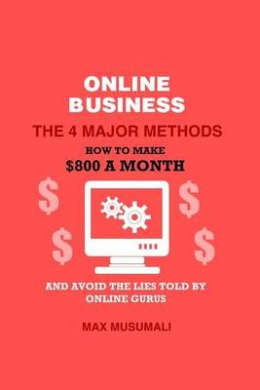 ONLINE
BUSINESS
THE 4 MAJOR METHODS
HOW TO MAKE
$800 A MONTH
$ $
$ $
AND AVOID THE LIES TOLD BY
ONLINE GURUS
MAX MUSUMALI